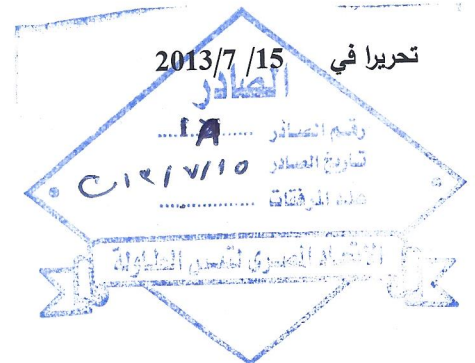 تحريرا في 15/ 7/ 2013
الصادر
رقم الصادر ........ ١٨
تاريخ الصادر ٢٠١٣/٧/١٥
عدد المرفقات ........
الاتحاد المصرى لتنس الطاولة